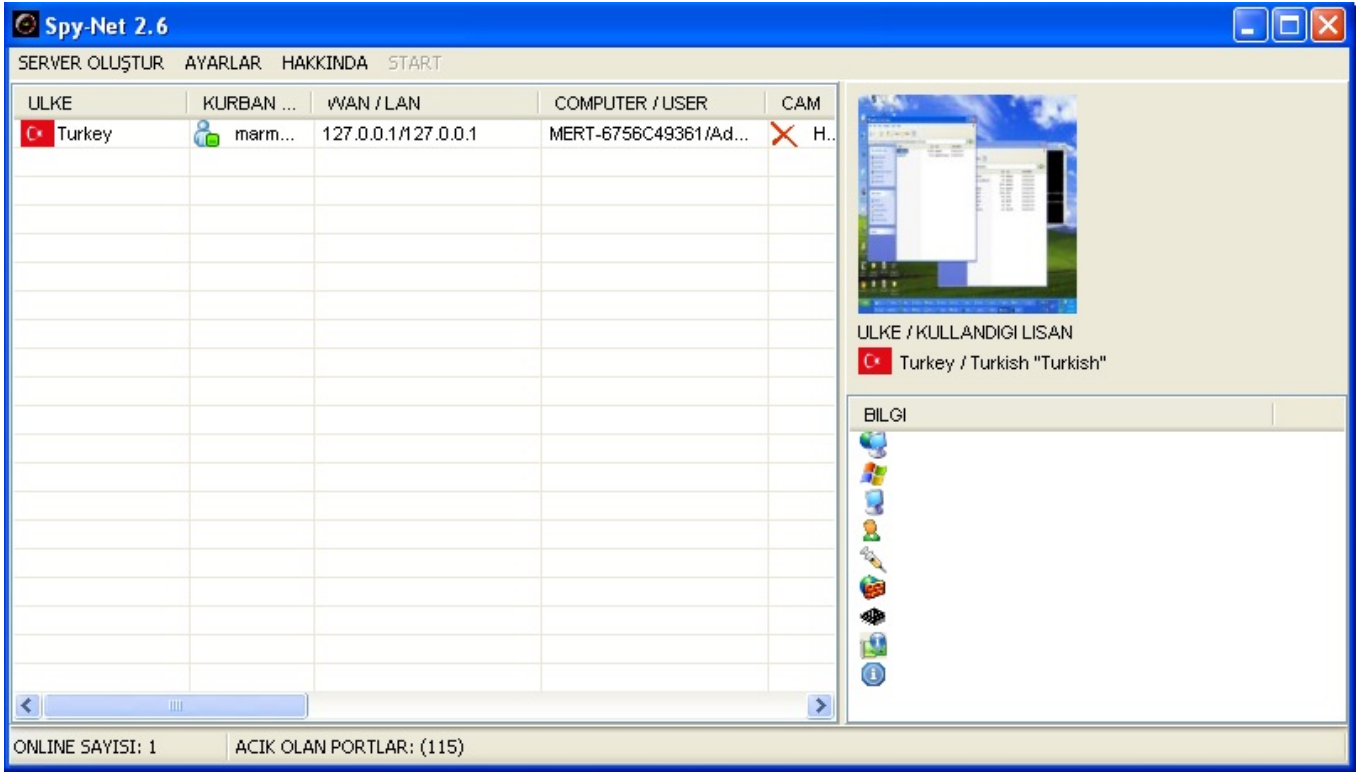 Spy-Net 2.6
SERVER OLUŞTUR AYARLAR HAKKINDA START
ULKE KURBAN ... WAN / LAN COMPUTER / USER CAM
Turkey marm... 127.0.0.1/127.0.0.1 MERT-6756C49361/Ad... H..
ULKE / KULLANDIGI LISAN
Turkey / Turkish "Turkish"
BILGI
ONLINE SAYISI: 1 ACIK OLAN PORTLAR: (115)